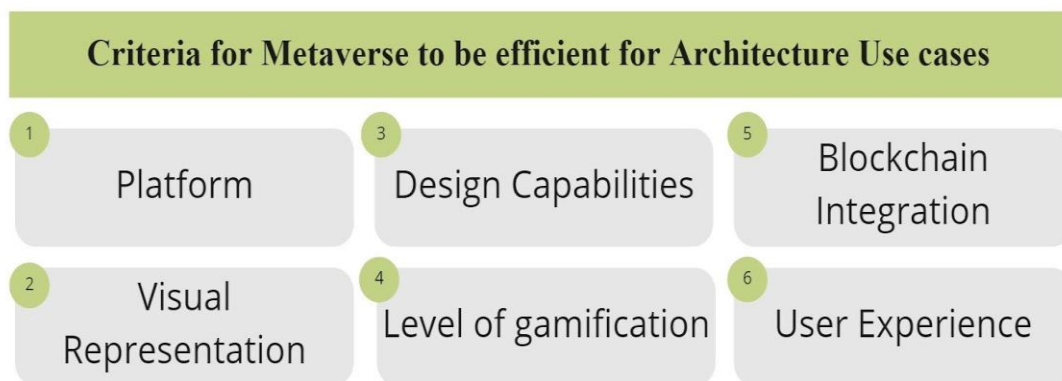 Criteria for Metaverse to be efficient for Architecture Use cases
1
Platform
2
Visual
Representation
3
Design Capabilities
4
Level of gamification
5
Blockchain
Integration
6
User Experience